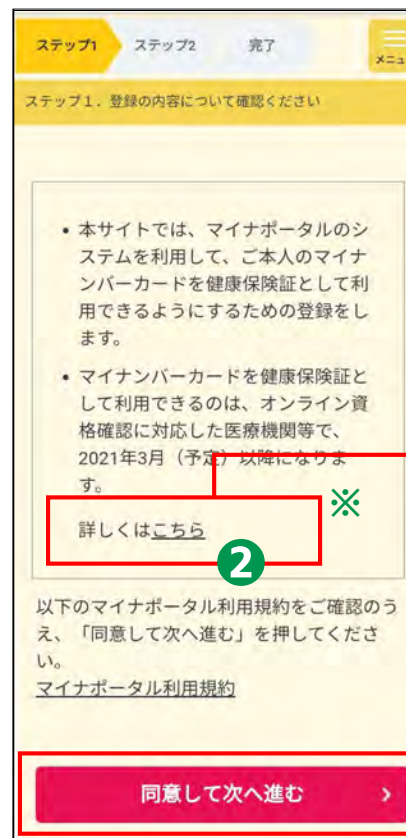 ステップ1 ステップ2 完了
メニュ
ステップ１. 登録の内容について確認ください
• 本サイトでは、マイナポータルのシ
ステムを利用して、ご本人のマイナ
ンバーカードを健康保険証として利
用できるようにするための登録をし
ます。
• マイナンバーカードを健康保険証と
して利用できるのは、オンライン資
格確認に対応した医療機関等で、
2021年3月（予定）以降になりま
す。
※
詳しくはこちら
2
以下のマイナポータル利用規約をご確認のう
え、「同意して次へ進む」を押してくださ
い。
マイナポータル利用規約
同意して次へ進む